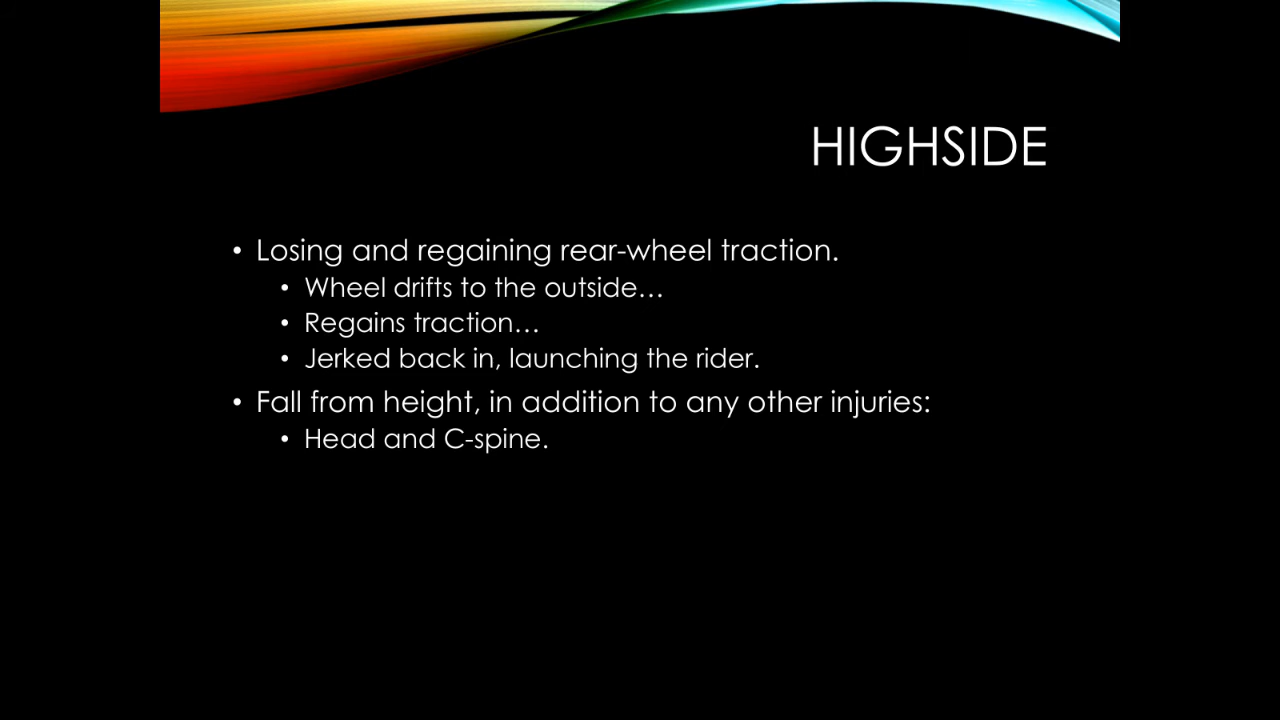 HIGHSIDE
• Losing and regaining rear-wheel traction.
• Wheel drifts to the outside…
• Regains traction…
• Jerked back in, launching the rider.
• Fall from height, in addition to any other injuries:
• Head and C-spine.